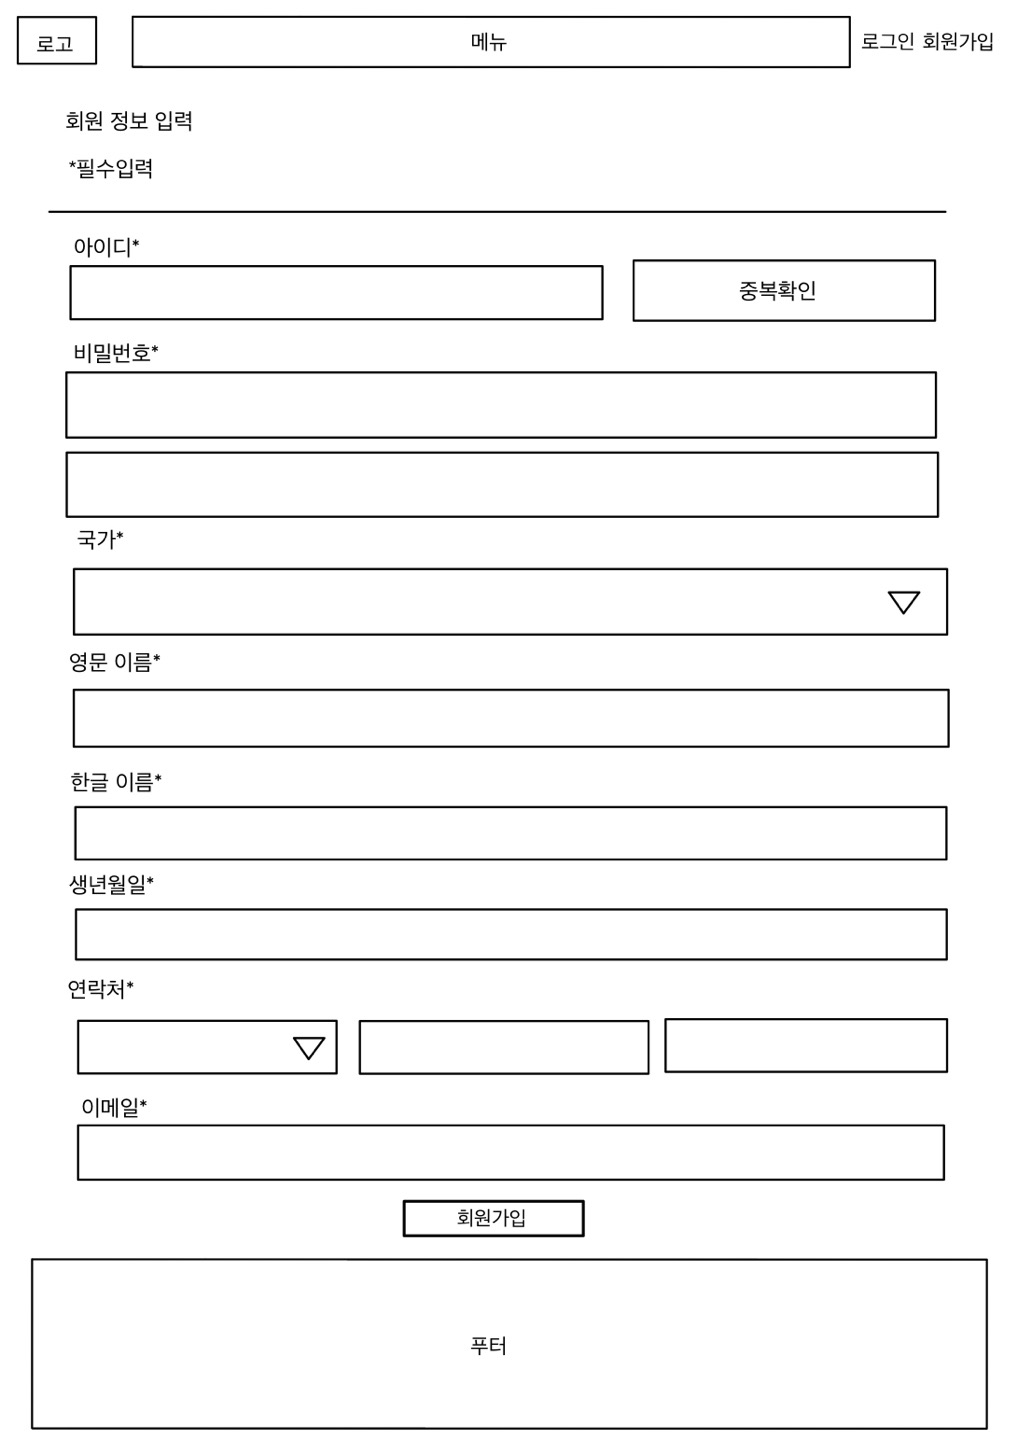 로고
메뉴
로그인 회원가입
회원 정보 입력
*필수입력
아이디*
중복확인
비밀번호*
국가*
영문 이름*
한글 이름*
생년월일*
연락처*
이메일*
회원가입
푸터